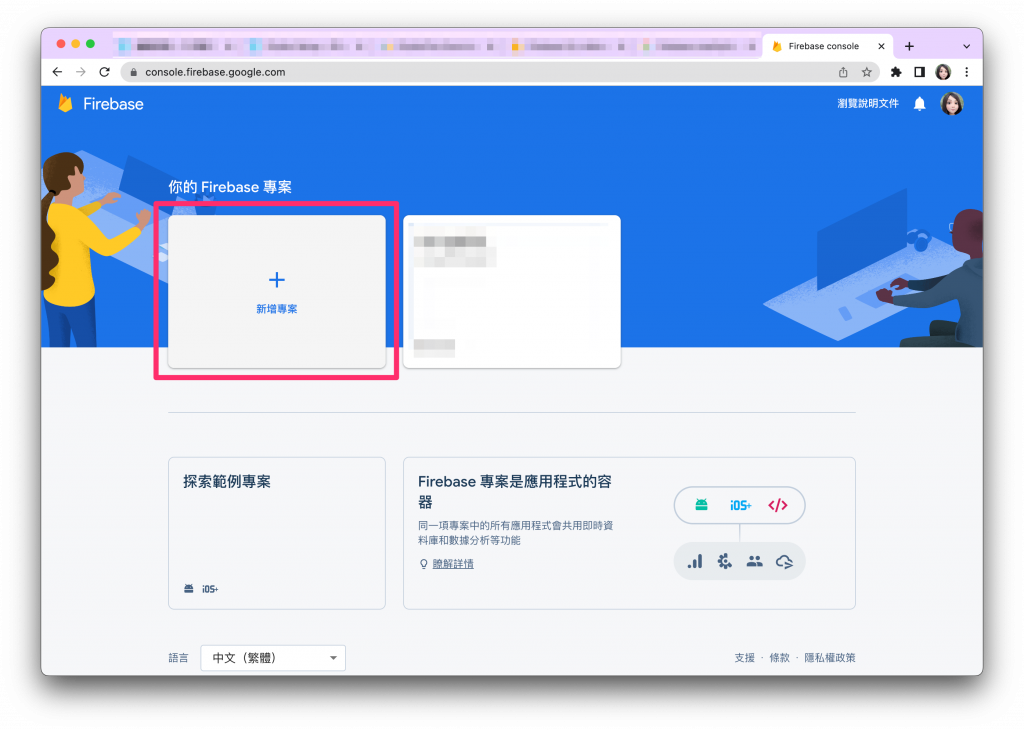 Firebase console
console.firebase.google.com
Firebase
瀏覽說明文件
你的 Firebase 專案
新增專案
探索範例專案
iOS+
Firebase 專案是應用程式的容
器
同一項專案中的所有應用程式會共用即時資
料庫和數據分析等功能
瞭解詳情
iOS+
語言
中文（繁體）
支援 · 條款 · 隱私權政策